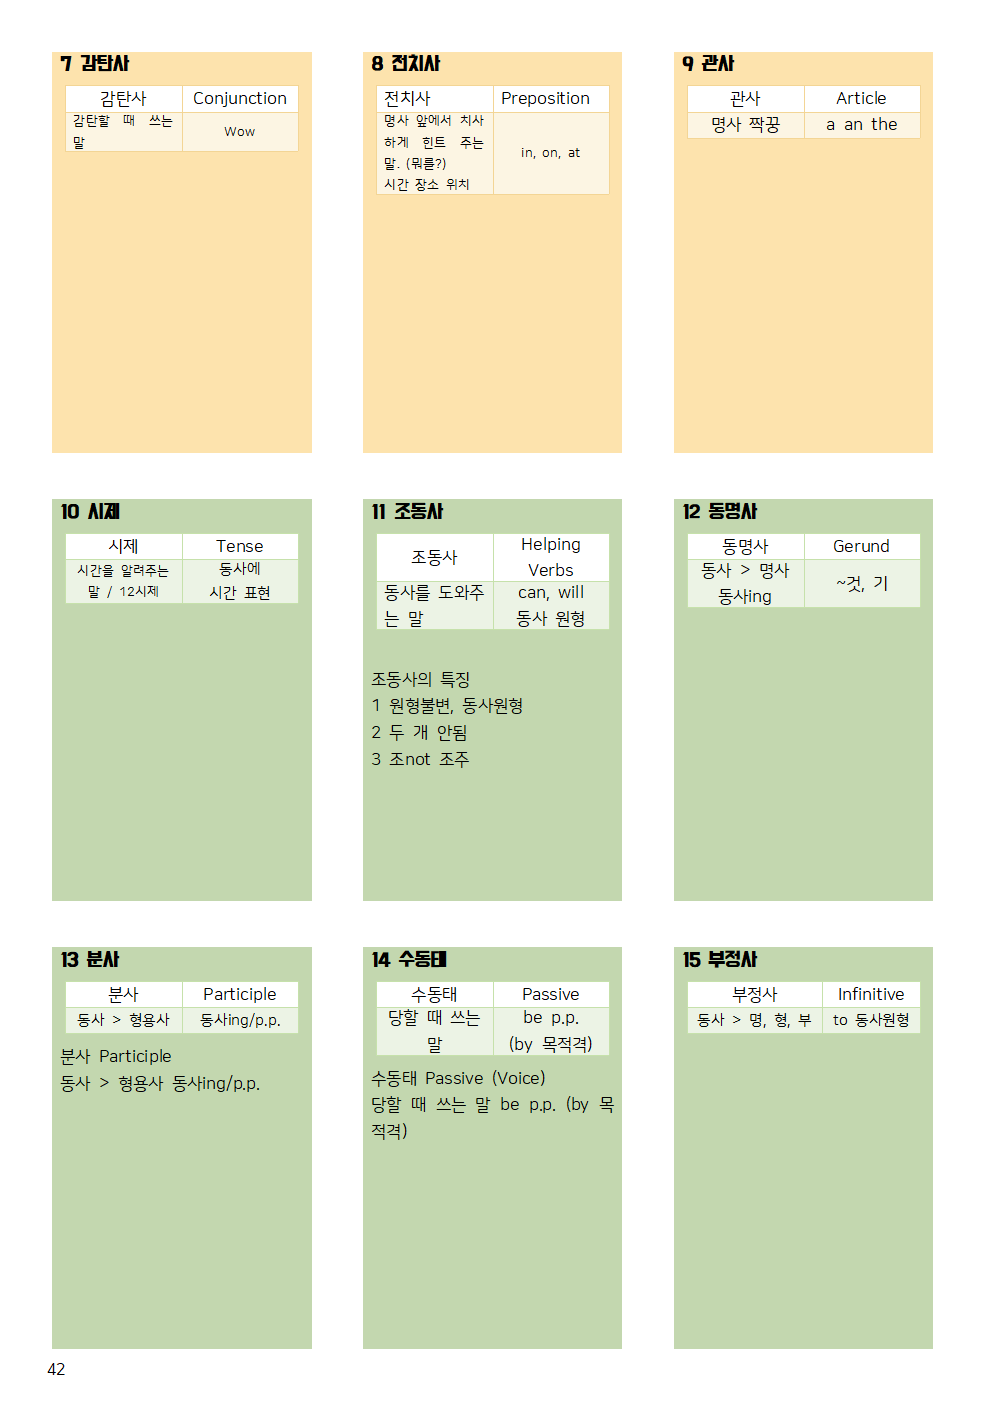 7 감탄사
감탄사 Conjunction
감탄할 때 쓰는
말
Wow
8 전치사
전치사 Preposition
명사 앞에서 치사
하게 힌트 주는
말. (뭐를?)
시간 장소 위치
in, on, at
9 관사
관사 Article
명사 짝꿍 a an the
10 시제
시제 Tense
시간을 알려주는
말 / 12시제
동사에
시간 표현
11 조동사
조동사
Helping
Verbs
동사를 도와주
는 말
can, will
동사 원형
조동사의 특징
1 원형불변, 동사원형
2 두 개 안됨
3 조not 조주
12 동명사
동명사 Gerund
동사 > 명사
동사ing
~것, 기
13 분사
분사 Participle
동사 > 형용사 동사ing/p.p.
분사 Participle
동사 > 형용사 동사ing/p.p.
14 수동태
수동태 Passive
당할 때 쓰는
말
be p.p.
(by 목적격)
수동태 Passive (Voice)
당할 때 쓰는 말 be p.p. (by 목
적격)
15 부정사
부정사 Infinitive
동사 > 명, 형, 부 to 동사원형
42